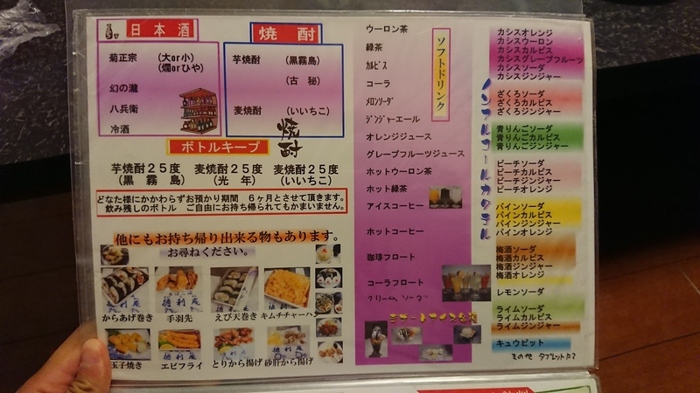 日本酒
菊正宗 (大or小)
(燗orひや)
幻の瀧
八兵衛
冷酒
焼酎
芋焼酎 (黒霧島)
(古秘)
麦焼酎 (いいちこ)
焼酎
ボトルキープ
芋焼酎25度 麦焼酎25度 麦焼酎25度
(黒霧島) (光年) (いいちこ)
どなた様にかかわらずお預かり期間 6ヶ月とさせて頂きます。
飲み残しのボトル ご自由にお持ち帰られてもかまいません。
他にもお持ち帰り出来る物もあります。
お尋ねください。
からあげ巻き 手羽先 えび天巻き キムチチャーハン
玉子焼き エビフライ とりから揚げ 砂肝から揚げ
ソフトドリンク
ウーロン茶
緑茶
カルピス
コーラ
メロンソーダ
ジンジャエール
オレンジジュース
グレープフルーツジュース
ホットウーロン茶
ホット緑茶
アイスコーヒー
ホットコーヒー
珈琲フロート
コーラフロート
クリームソーダー
ノンアルコールカクテル
カシスオレンジ
カシスウーロン
カシスカルピス
カシスグレープフルーツ
カシスソーダ
カシスジンジャー
ざくろソーダ
ざくろカルピス
ざくろジンジャー
青りんごソーダ
青りんごカルピス
青りんごジンジャー
ピーチソーダ
ピーチカルピス
ピーチジンジャー
ピーチオレンジ
パインソーダ
パインカルピス
パインジンジャー
パインオレンジ
梅酒ソーダ
梅酒カルピス
梅酒ジンジャー
梅酒オレンジ
レモンソーダ
ライムソーダ
ライムカルピス
ライムジンジャー
キュウピット
その他 タブレットカラ